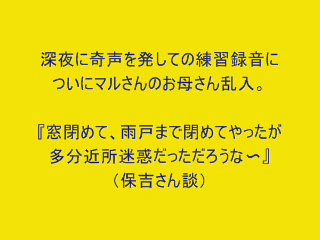 深夜に奇声を発しての練習録音に
ついにマルさんのお母さん乱入。
『窓閉めて、雨戸まで閉めてやったが
多分近所迷惑だっただろうな〜』
（保吉さん談）